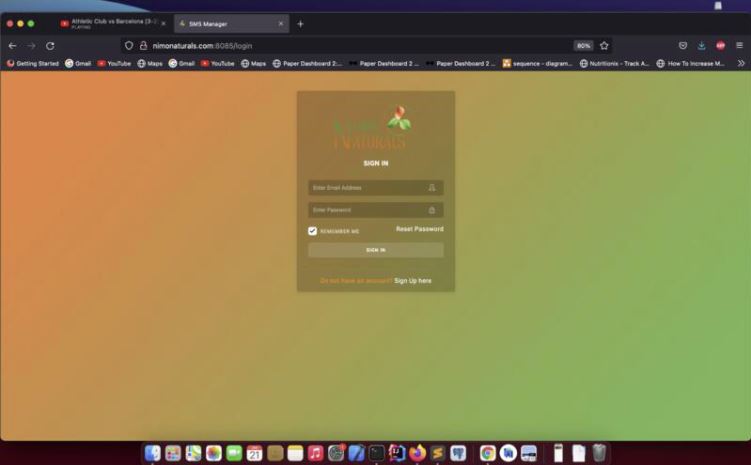 Athletic Club vs Barcelona (3-2)
PLAYING
SMS Manager
nimonaturals.com:8085/login
80%
Getting Started
Gmail
YouTube
Maps
Gmail
YouTube
Maps
Paper Dashboard 2:...
Paper Dashboard 2 ...
Paper Dashboard 2 ...
sequence – diagram...
Nutritionix – Track A...
How To Increase M...
NATURALS
SIGN IN
Enter Email Address
Enter Password
REMEMBER ME
Reset Password
SIGN IN
Do not have an account? Sign Up here
21